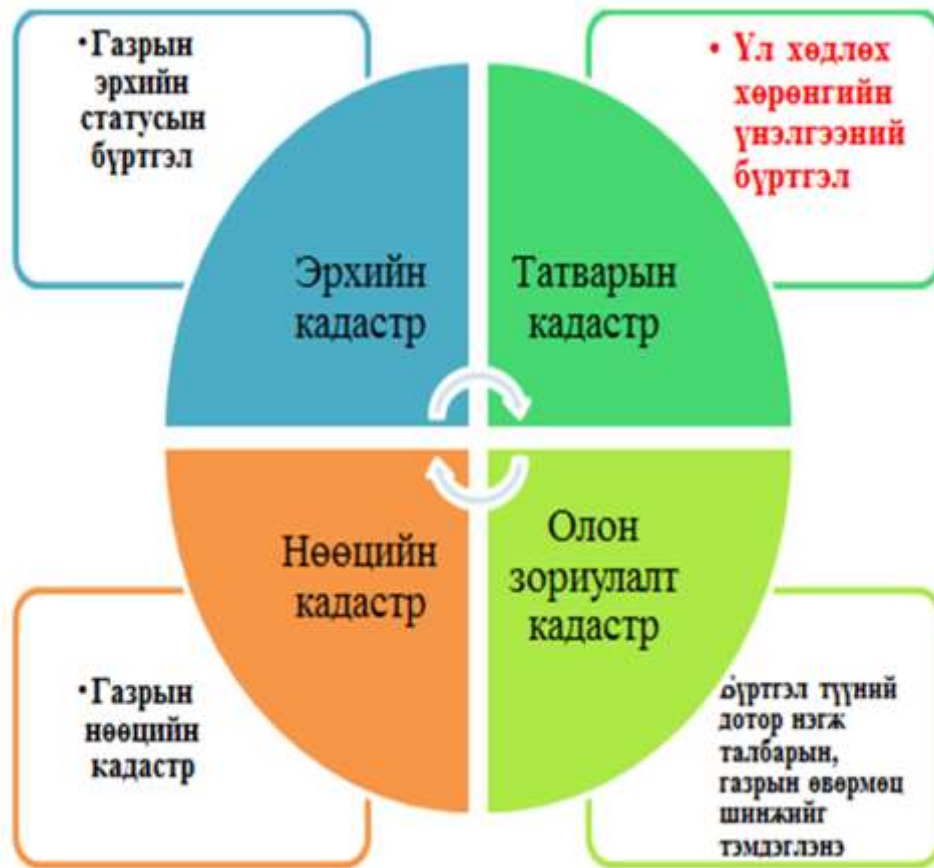 •Газрын
эрхийн
статусын
бүртгэл
• Үл хөдлөх
хөрөнгийн
үнэлгээний
бүртгэл
Эрхийн
кадастр
Татварын
кадастр
Нөөцийн
кадастр
Олон
зориулалт
кадастр
•Газрын
нөөцийн
кадастр
Бүртгэл түүний
дотор нэгж
талбарын,
газрын өвөрмөц
шинжийг
тэмдэглэнэ